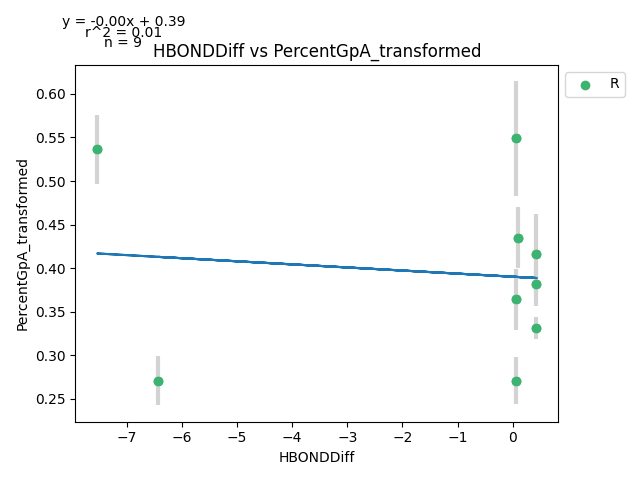 y = -0.00x + 0.39
r^2 = 0.01
n = 9
HBONDDiff vs PercentGpA_transformed
R
PercentGpA_transformed
0.60
0.55
0.50
0.45
0.40
0.35
0.30
0.25
−7 −6 −5 −4 −3 −2 −1 0
HBONDDiff